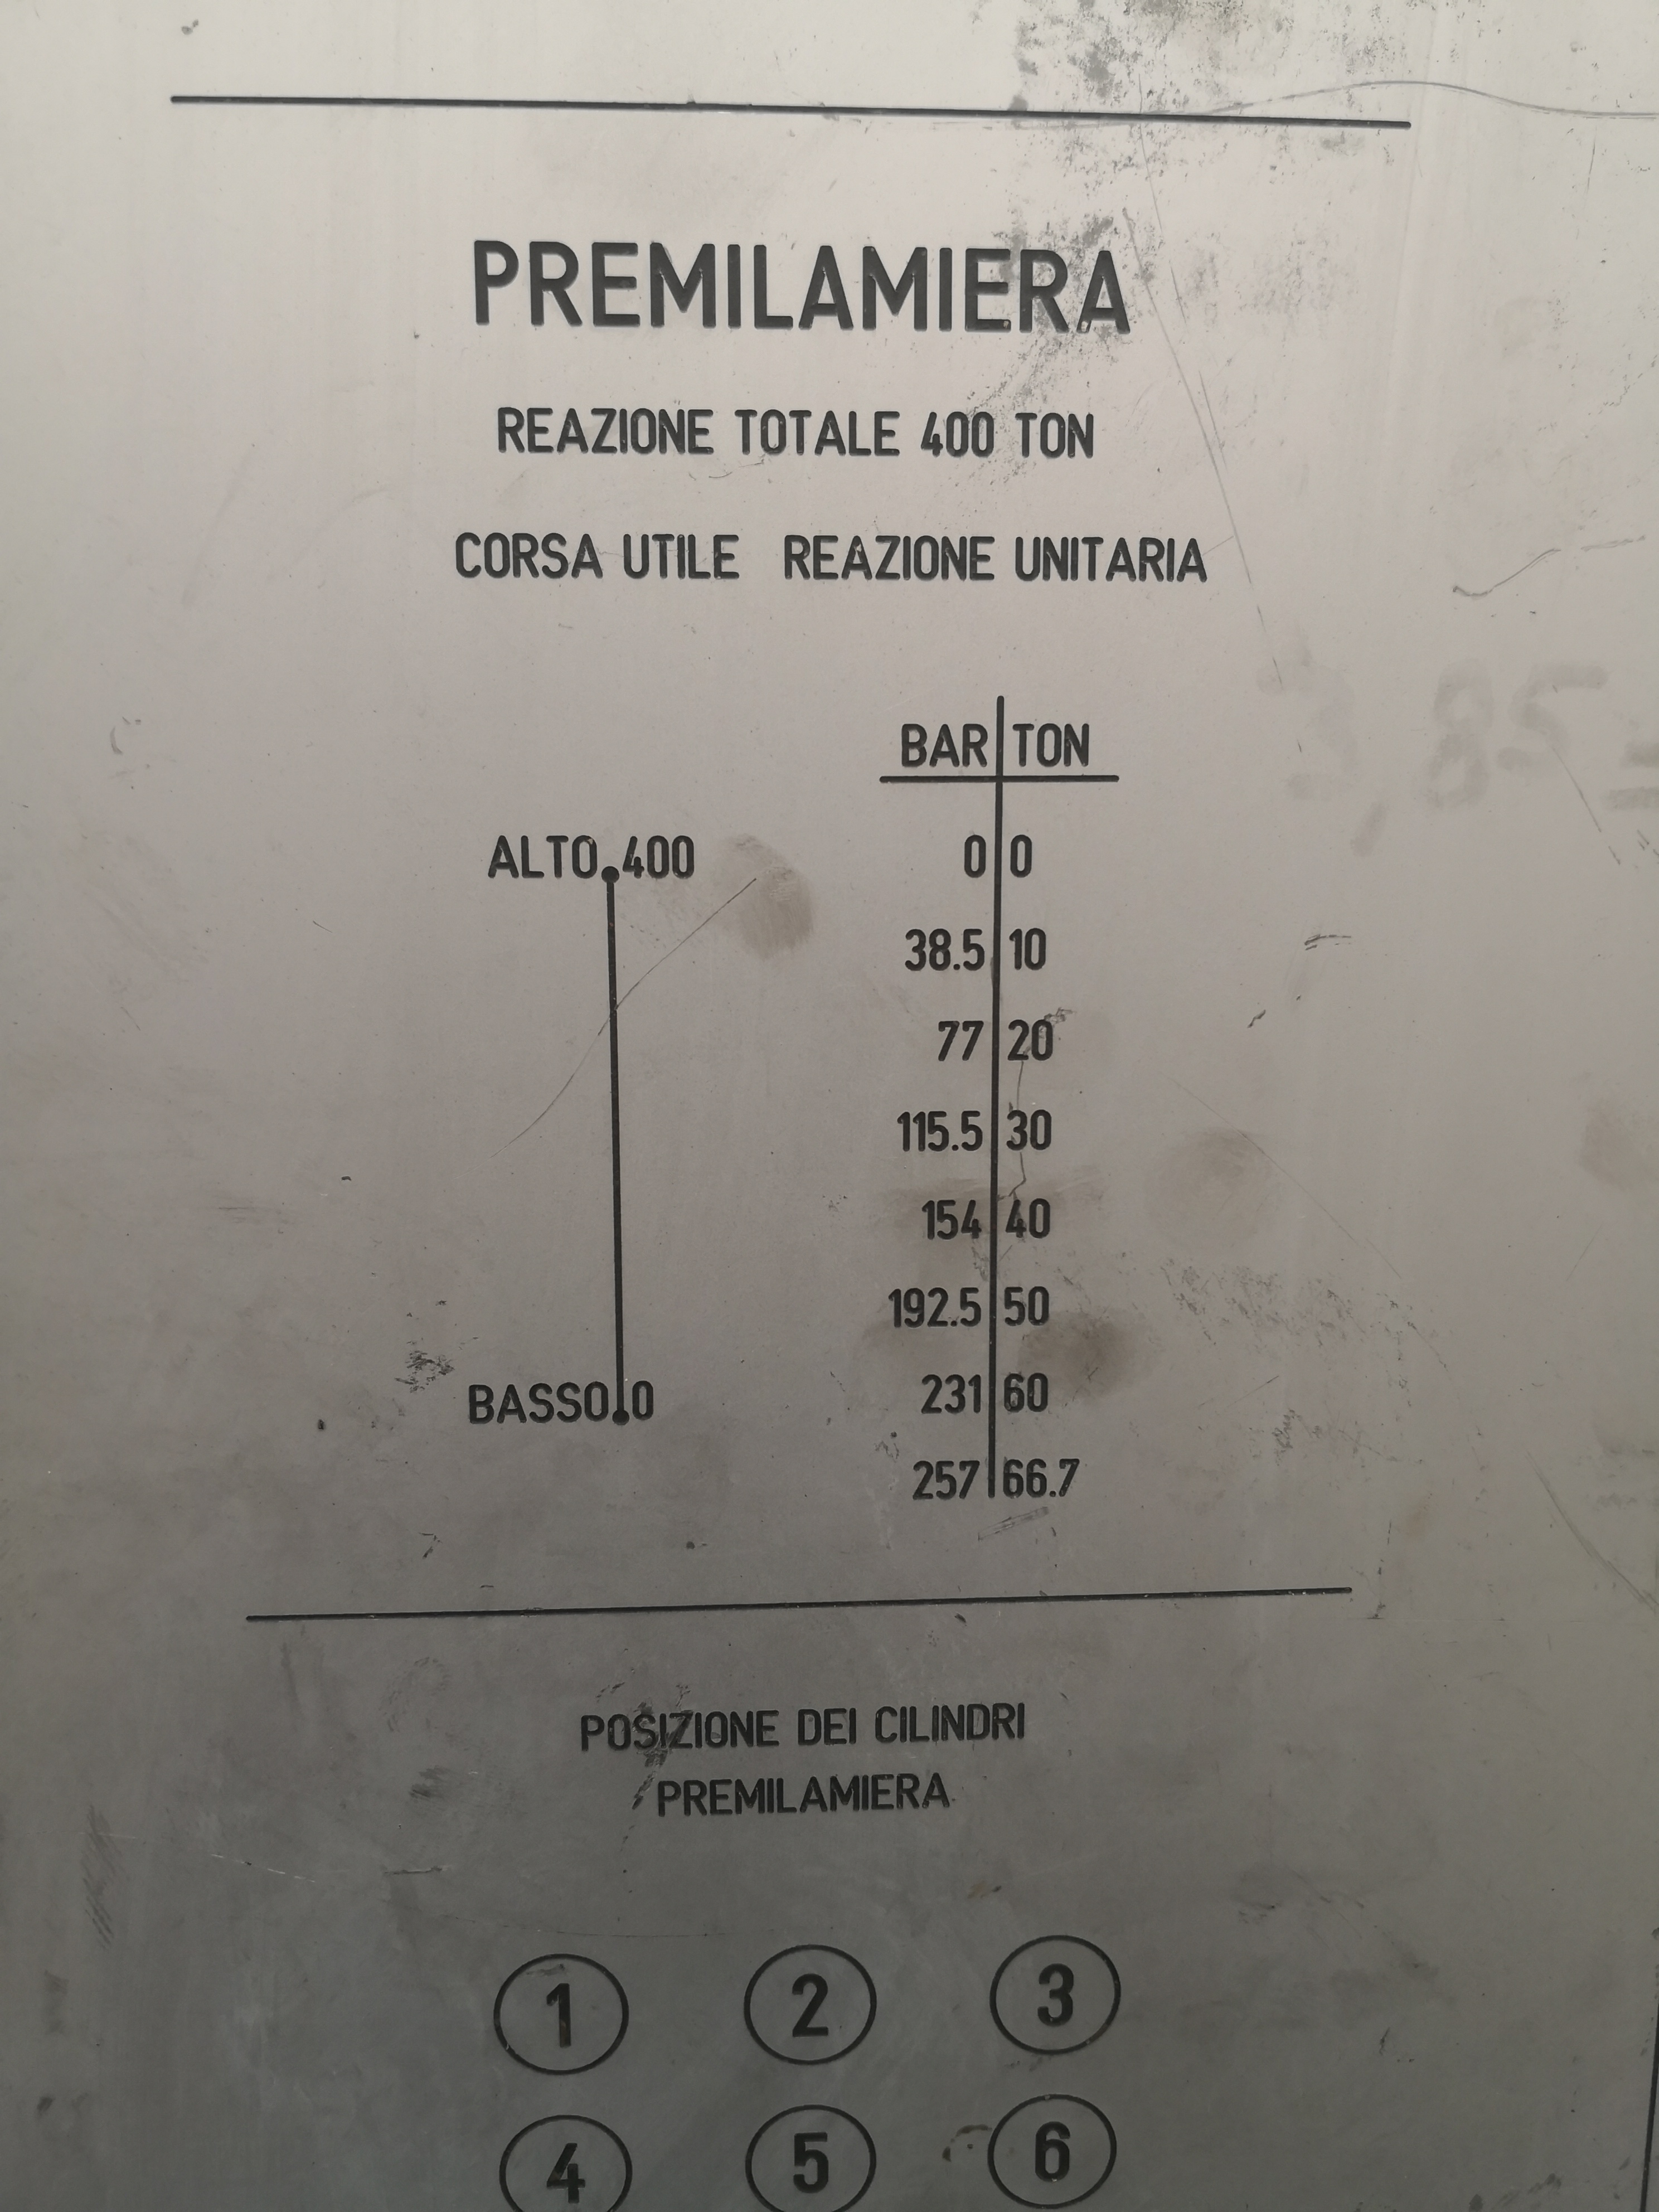 PREMILAMIERA
REAZIONE TOTALE 400 TON
CORSA UTILE REAZIONE UNITARIA
BAR TON
ALTO 400
0 0
38.5 10
77 20
115.5 30
154 40
192.5 50
BASSO 0
231 60
257 66.7
POSIZIONE DEI CILINDRI
PREMILAMIERA
1 2 3
4 5 6